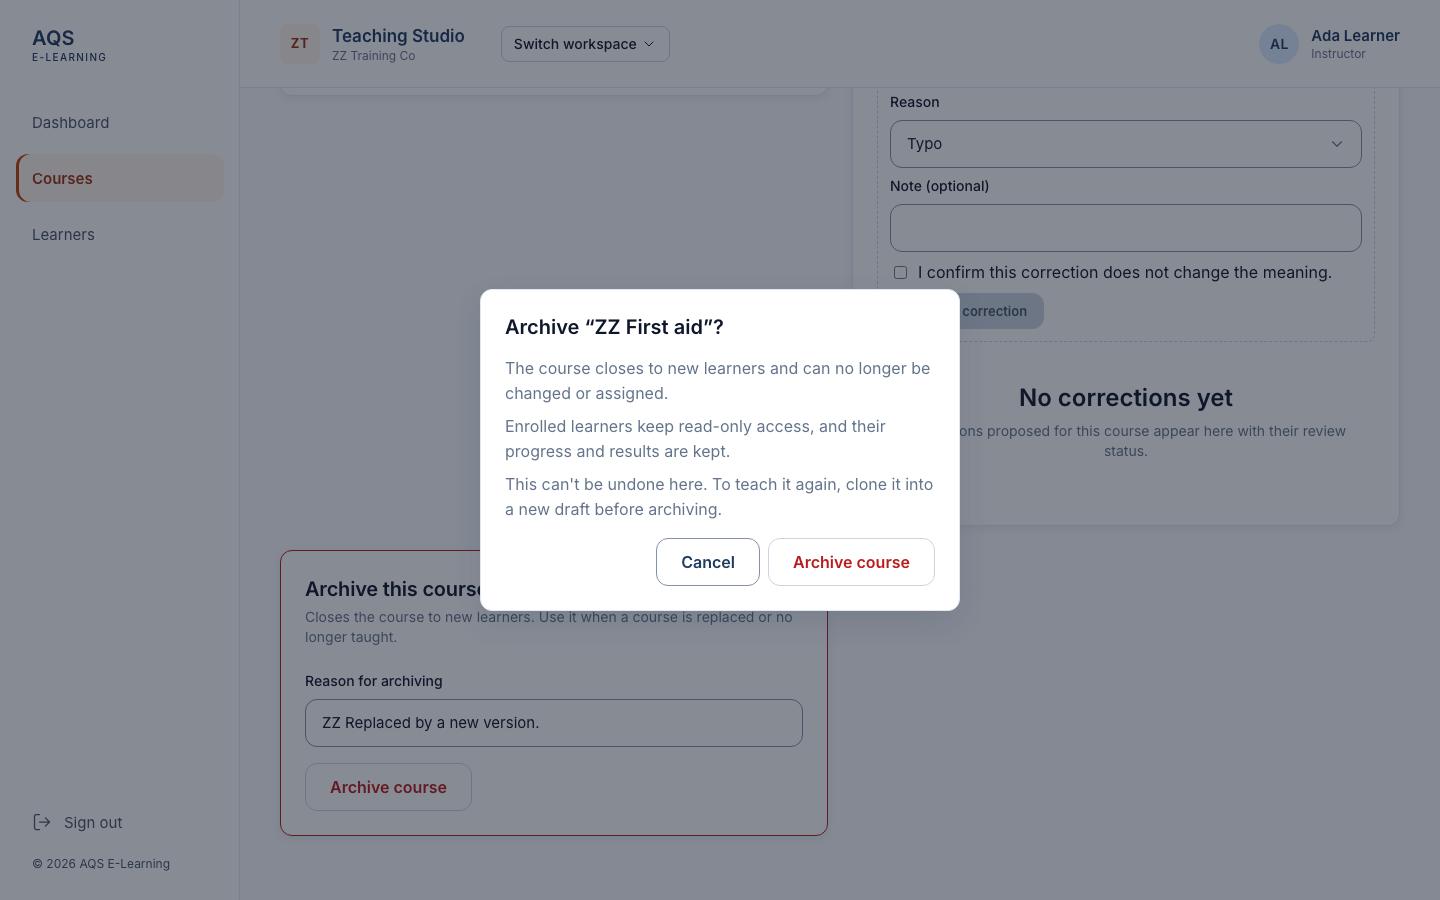 AQS
E-LEARNING
Dashboard
Courses
Learners
Sign out
© 2026 AQS E-Learning
ZT
Teaching Studio
ZZ Training Co
Switch workspace
AL
Ada Learner
Instructor
Reason
Typo
Note (optional)
I confirm this correction does not change the meaning.
correction
No corrections yet
proposed for this course appear here with their review
status.
Archive “ZZ First aid”?
The course closes to new learners and can no longer be
changed or assigned.
Enrolled learners keep read-only access, and their
progress and results are kept.
This can't be undone here. To teach it again, clone it into
a new draft before archiving.
Cancel
Archive course
Archive this course
Closes the course to new learners. Use it when a course is replaced or no
longer taught.
Reason for archiving
ZZ Replaced by a new version.
Archive course